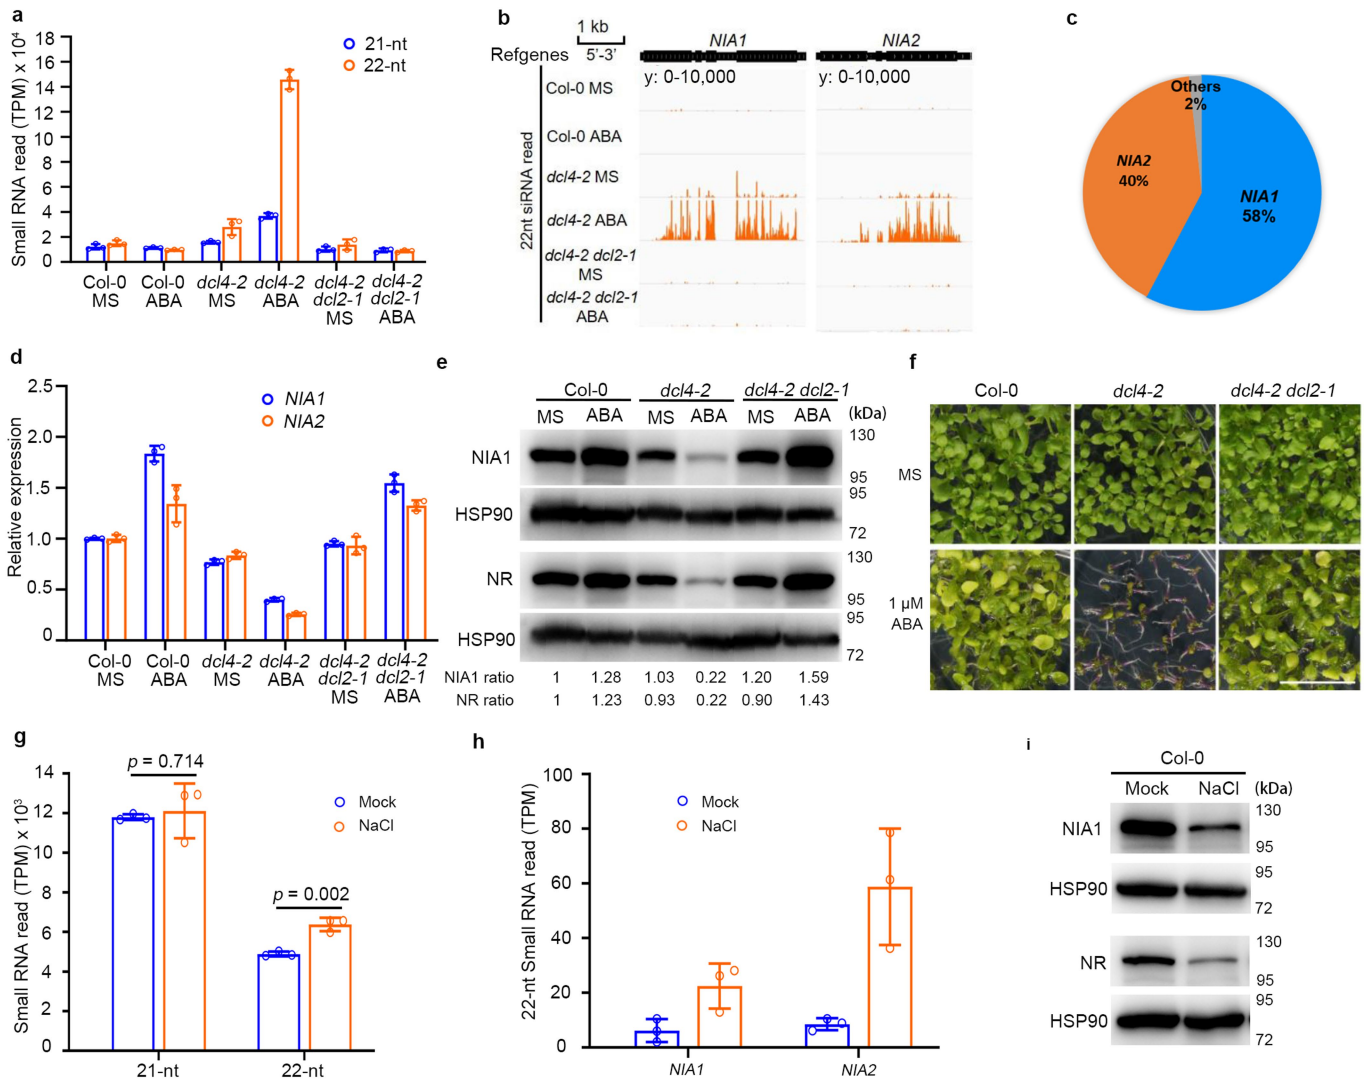 a
Small RNA read (TPM) x 10⁴
18
16
14
12
10
8
6
4
2
0
21-nt
22-nt
Col-0
MS
Col-0
ABA
dcl4-2
MS
dcl4-2
ABA
dcl4-2
dcl2-1
MS
dcl4-2
dcl2-1
ABA
b
1 kb
5'-3'
Refgenes
NIA1
NIA2
y: 0-10,000
y: 0-10,000
22nt siRNA read
Col-0 MS
Col-0 ABA
dcl4-2 MS
dcl4-2 ABA
dcl4-2 dcl2-1
MS
dcl4-2 dcl2-1
ABA
c
Others
2%
NIA2
40%
NIA1
58%
d
Relative expression
2.5
2.0
1.5
1.0
0.5
0
NIA1
NIA2
Col-0
MS
Col-0
ABA
dcl4-2
MS
dcl4-2
ABA
dcl4-2
dcl2-1
MS
dcl4-2
dcl2-1
ABA
e
Col-0 dcl4-2 dcl4-2 dcl2-1
MS ABA MS ABA MS ABA (kDa)
130
NIA1
95
95
HSP90
72
130
NR
95
95
HSP90
72
NIA1 ratio 1 1.28 1.03 0.22 1.20 1.59
NR ratio 1 1.23 0.93 0.22 0.90 1.43
f
Col-0 dcl4-2 dcl4-2 dcl2-1
MS
1 µM
ABA
g
Small RNA read (TPM) x 10³
14
12
10
8
6
4
2
0
p = 0.714
p = 0.002
Mock
NaCl
21-nt 22-nt
h
22-nt Small RNA read (TPM)
100
80
60
40
20
0
Mock
NaCl
NIA1 NIA2
i
Col-0
Mock NaCl (kDa)
130
NIA1
95
95
HSP90
72
130
NR
95
95
HSP90
72